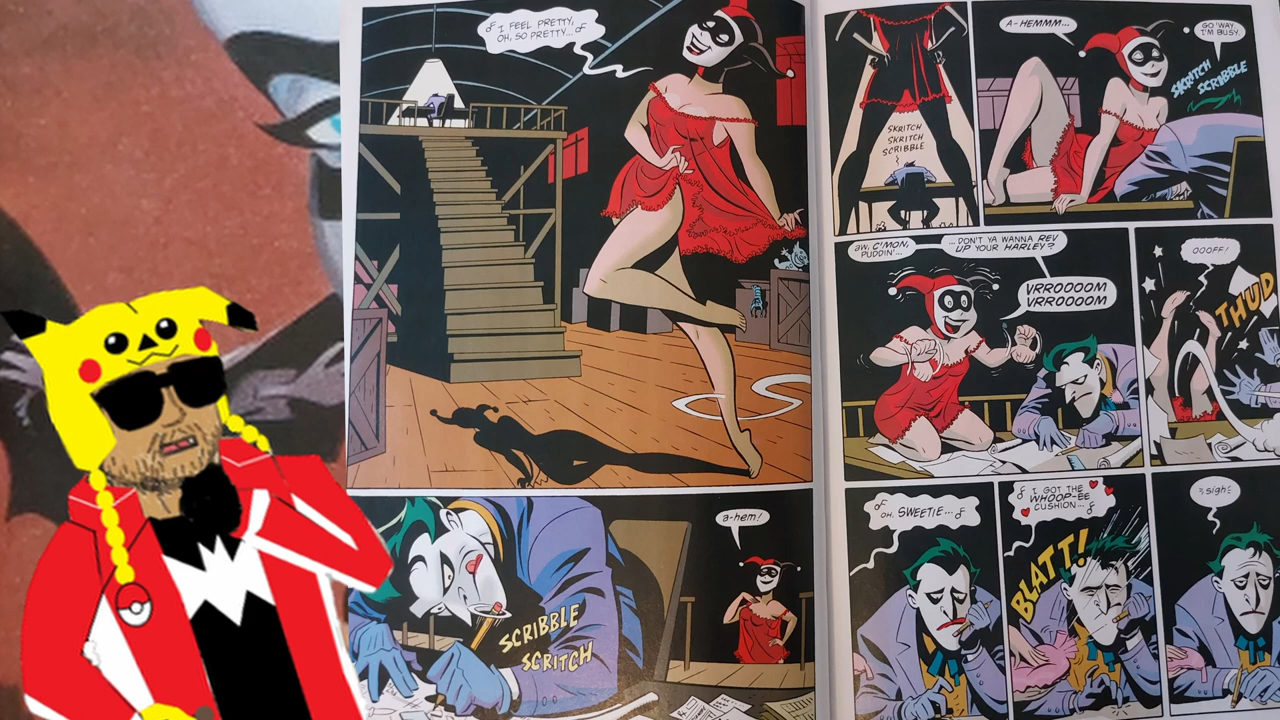 I FEEL PRETTY,
OH, SO PRETTY...
SCRIBBLE
SCRITCH
a-hem!
SKRITCH
SKRITCH
SCRIBBLE
A-HEMMM...
GO 'WAY.
I'M BUSY.
SKRITCH
SCRIBBLE
aw, C'MON,
PUDDIN'...
...DON'T YA WANNA REV
UP YOUR HARLEY?
VRROOOOM
VRROOOOM
OOOFF!
THUD
OH, SWEETIE...
I GOT THE
WHOOP-EE
CUSHION...
BLATT!
sigh